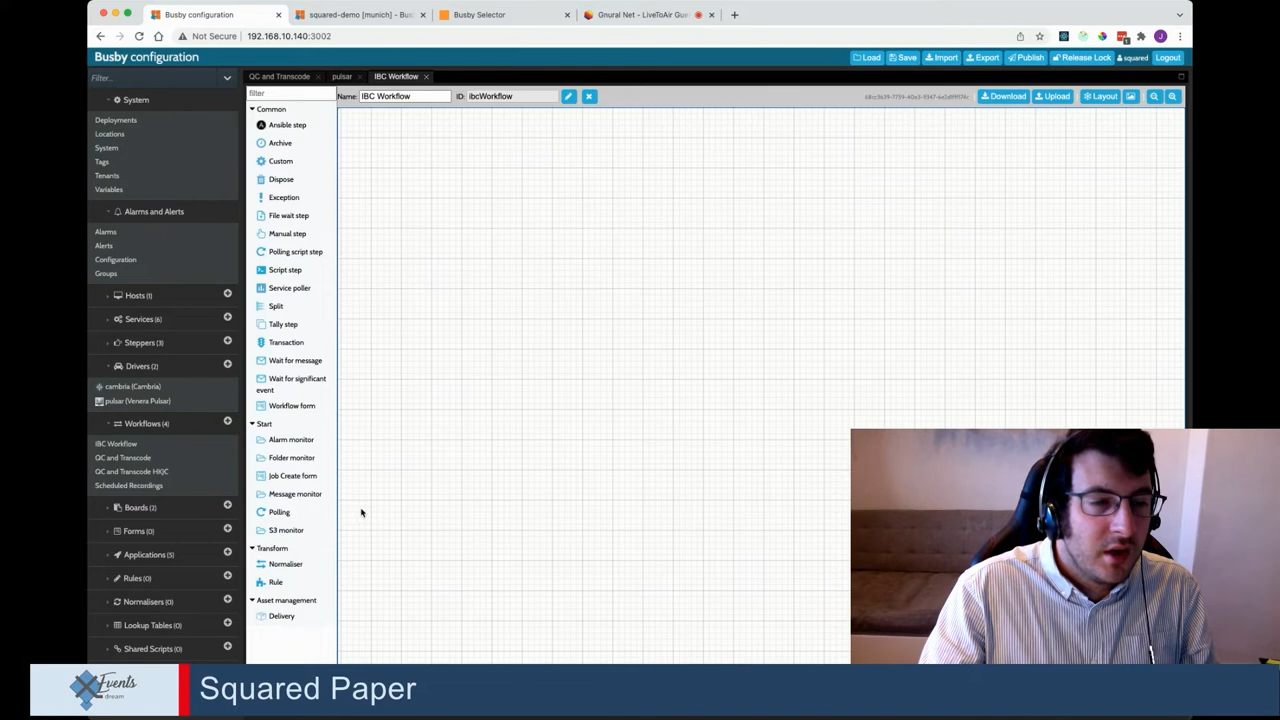 Busby configuration
squared-demo [munich] - Bus
Busby Selector
Gnural Net - LiveToAir Gue
Not Secure
192.168.10.140:3002
Busby configuration
Load Save Import Export Publish Release Lock squared Logout
Filter...
QC and Transcode
pulsar
IBC Workflow
filter
Name: IBC Workflow
ID: ibcWorkflow
Download Upload Layout
System
Deployments
Locations
System
Tags
Tenants
Variables
Alarms and Alerts
Alarms
Alerts
Configuration
Groups
Hosts (1)
Services (6)
Steppers (3)
Drivers (2)
cambria (Cambria)
pulsar (Venera Pulsar)
Workflows (4)
IBC Workflow
QC and Transcode
QC and Transcode HKJC
Scheduled Recordings
Boards (2)
Forms (0)
Applications (5)
Rules (0)
Normalisers (0)
Lookup Tables (0)
Shared Scripts (0)
Common
Ansible step
Archive
Custom
Dispose
Exception
File wait step
Manual step
Polling script step
Script step
Service poller
Split
Tally step
Transaction
Wait for message
Wait for significant
event
Workflow form
Start
Alarm monitor
Folder monitor
Job Create form
Message monitor
Polling
S3 monitor
Transform
Normaliser
Rule
Asset management
Delivery
Events
dream
Squared Paper